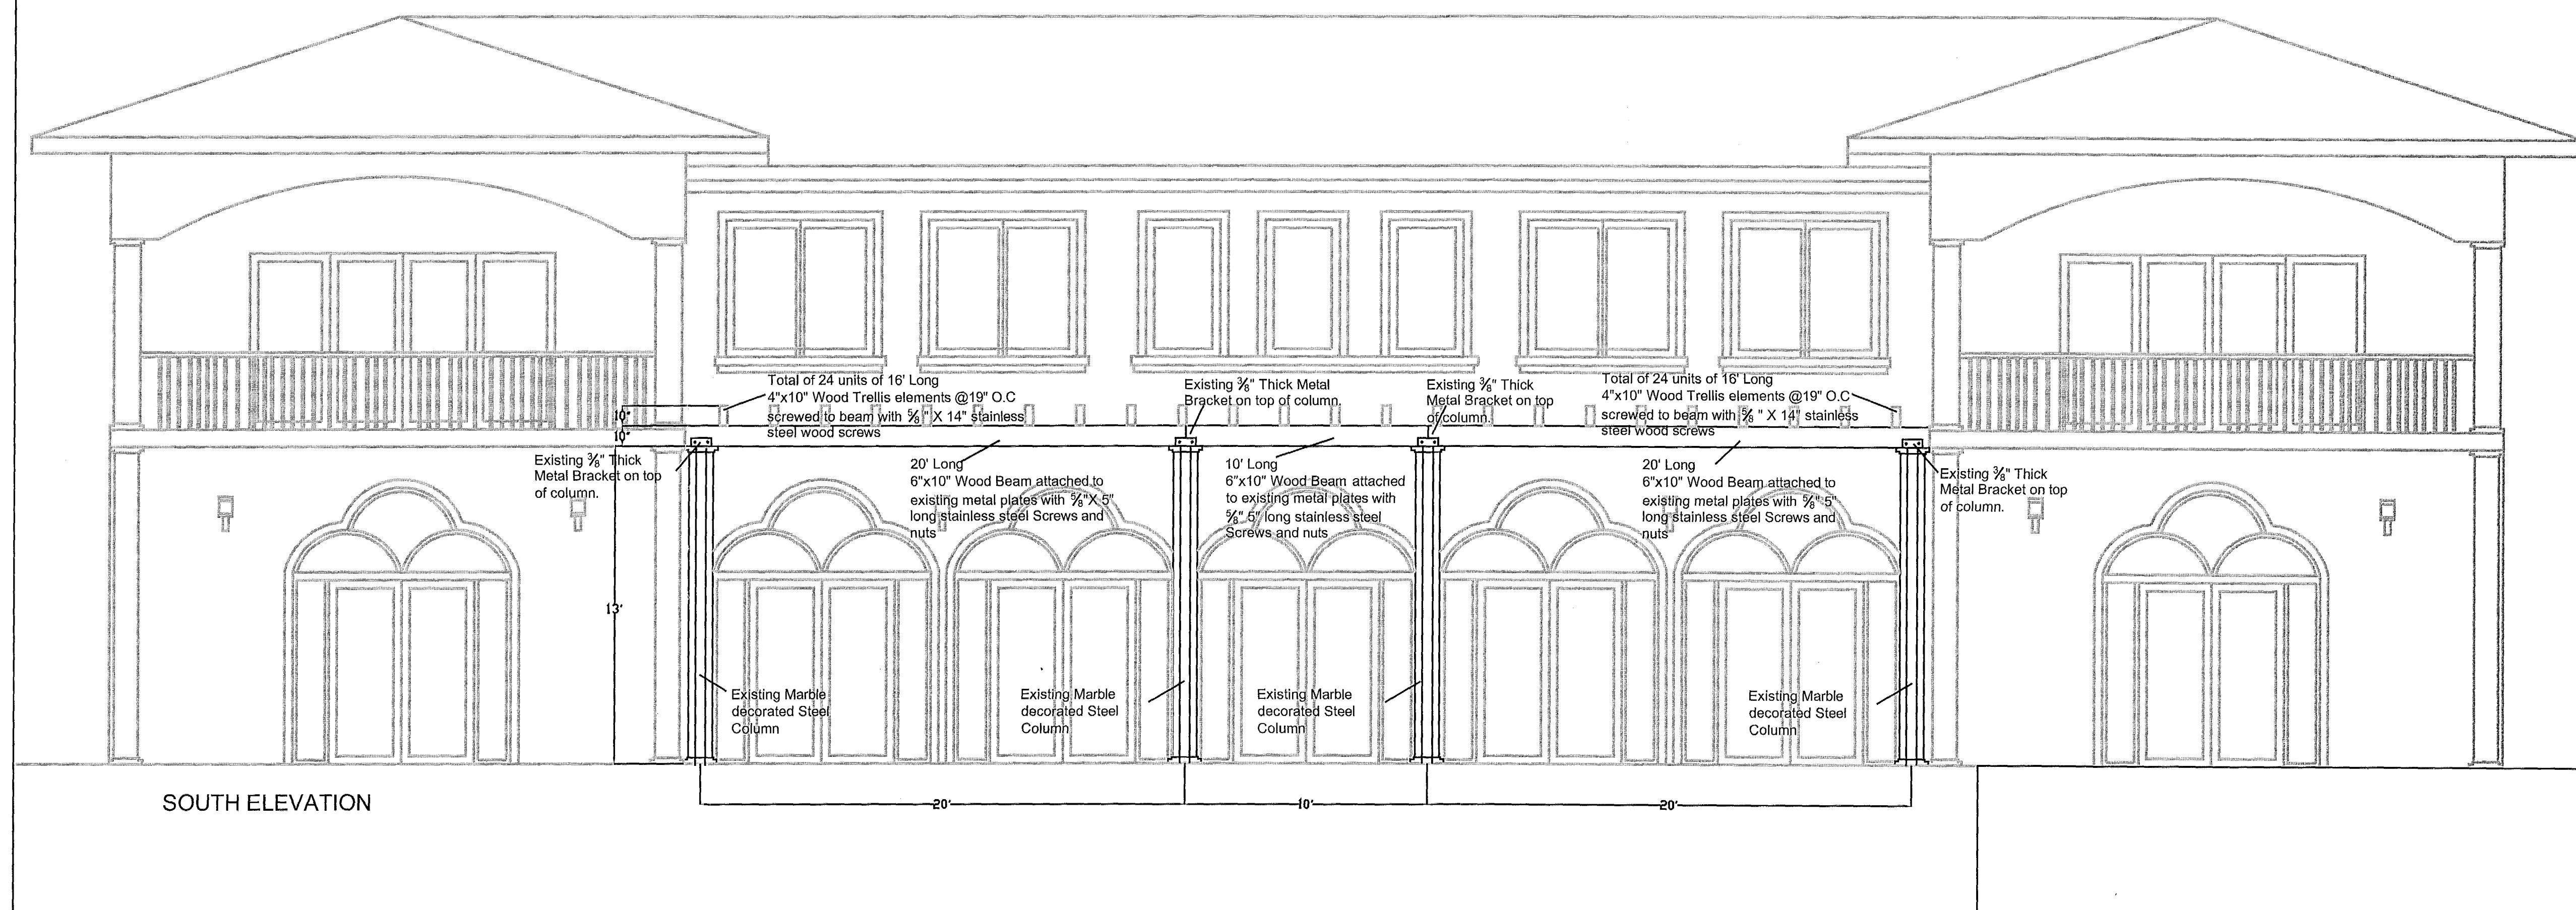 Total of 24 units of 16' Long
4"x10" Wood Trellis elements @19" O.C
screwed to beam with ⅝" X 14" stainless
steel wood screws
Existing ⅜" Thick Metal
Bracket on top of column.
Existing ⅜" Thick
Metal Bracket on top
of column.
Total of 24 units of 16' Long
4"x10" Wood Trellis elements @19" O.C
screwed to beam with ⅝" X 14" stainless
steel wood screws
10"
10"
Existing ⅜" Thick
Metal Bracket on top
of column.
20' Long
6"x10" Wood Beam attached to
existing metal plates with ⅝"X 5"
long stainless steel Screws and
nuts
10' Long
6"x10" Wood Beam attached
to existing metal plates with
⅝" 5" long stainless steel
Screws and nuts
20' Long
6"x10" Wood Beam attached to
existing metal plates with ⅝" 5"
long stainless steel Screws and
nuts
Existing ⅜" Thick
Metal Bracket on top
of column.
13'
Existing Marble
decorated Steel
Column
Existing Marble
decorated Steel
Column
Existing Marble
decorated Steel
Column
Existing Marble
decorated Steel
Column
SOUTH ELEVATION
20'
10'
20'